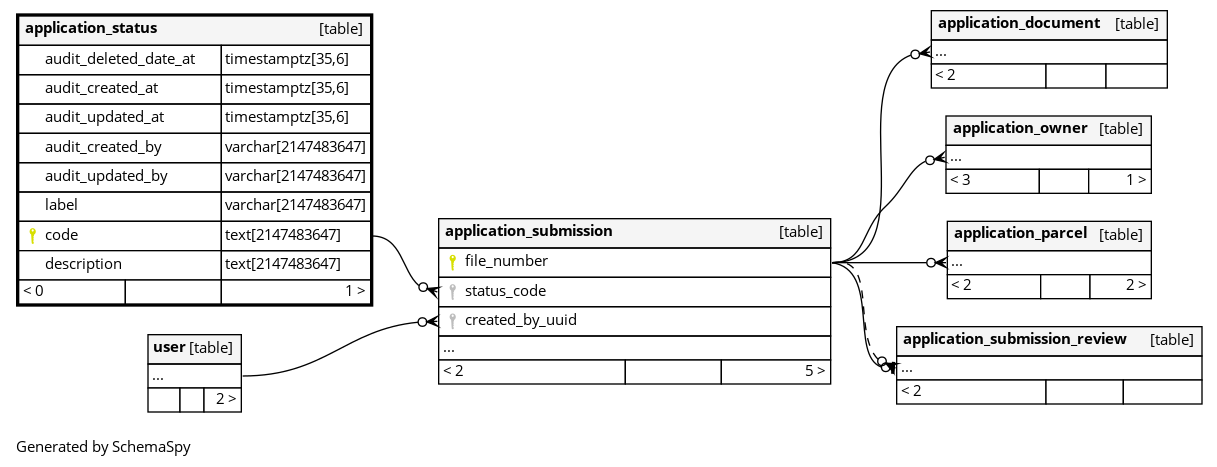 application_status [table]
audit_deleted_date_at timestamptz[35,6]
audit_created_at timestamptz[35,6]
audit_updated_at timestamptz[35,6]
audit_created_by varchar[2147483647]
audit_updated_by varchar[2147483647]
label varchar[2147483647]
code text[2147483647]
description text[2147483647]
< 0 1 >
user [table]
...
2 >
application_submission [table]
file_number
status_code
created_by_uuid
...
< 2 5 >
application_document [table]
...
< 2
application_owner [table]
...
< 3 1 >
application_parcel [table]
...
< 2 2 >
application_submission_review [table]
...
< 2
Generated by SchemaSpy